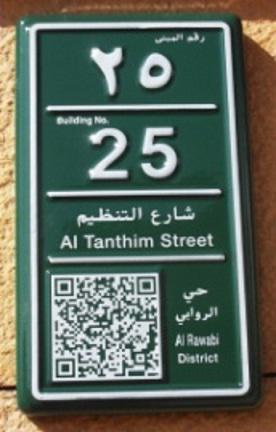 رقم المبنى
٢٥
Building No.
25
شارع التنظيم
Al Tanthim Street
حي
الروابي
Al Rawabi
District